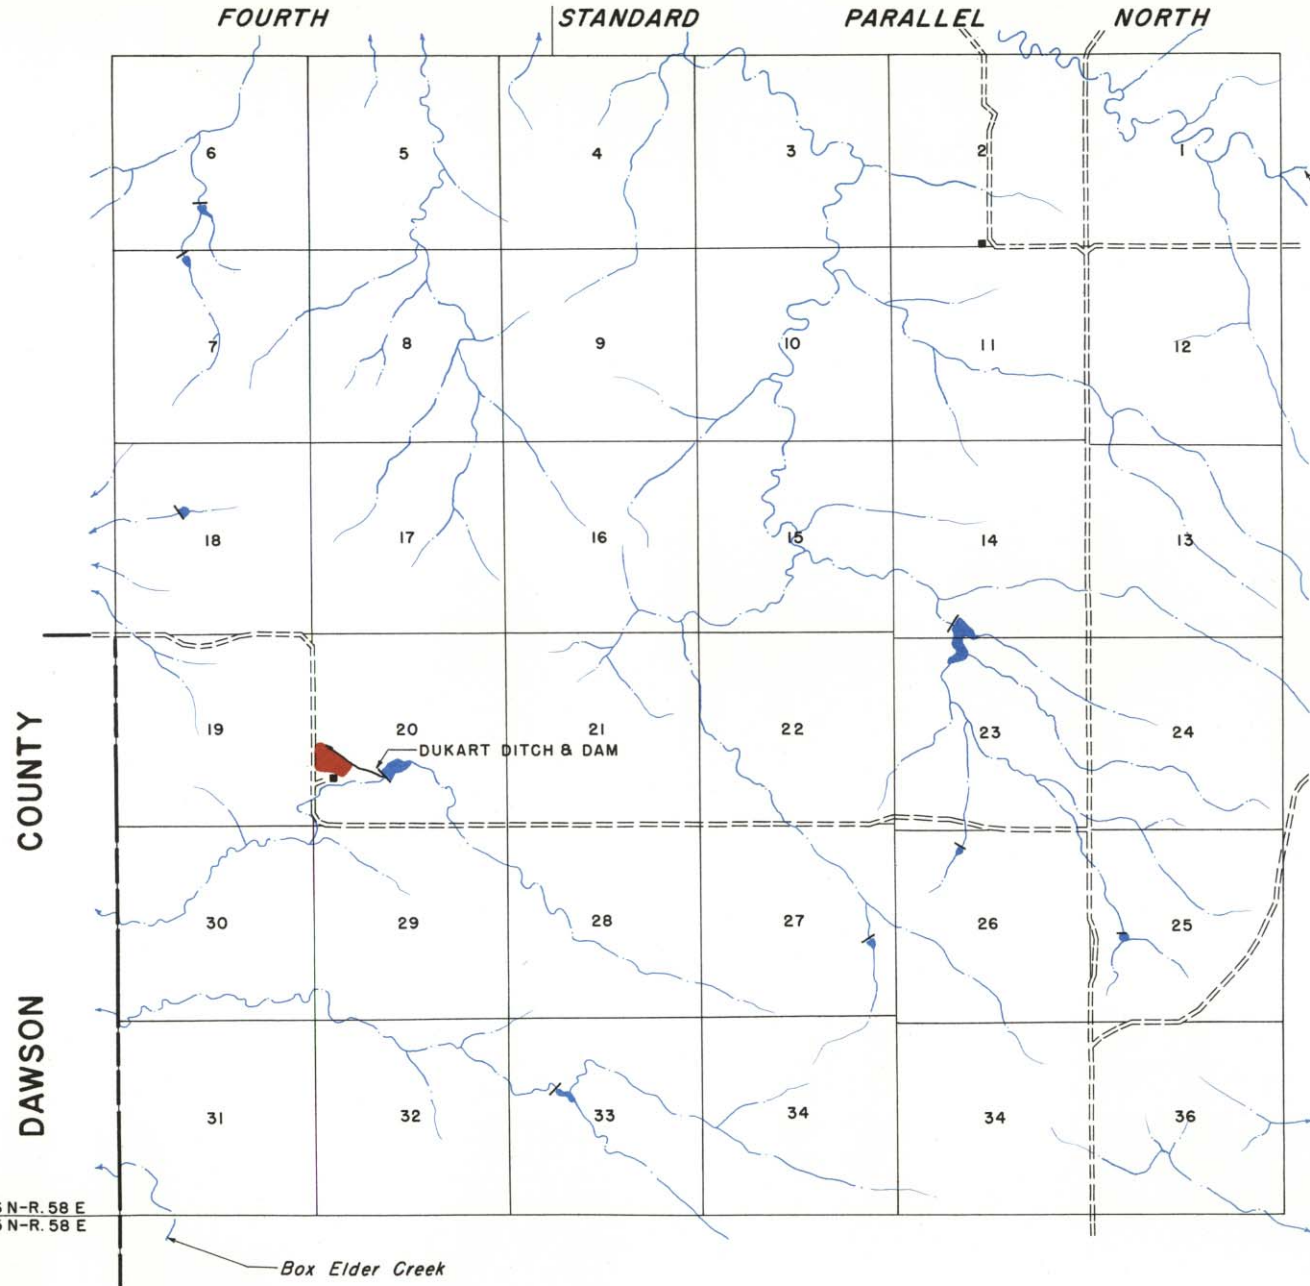 FOURTH STANDARD PARALLEL NORTH
6 5 4 3 2 1
7 8 9 10 11 12
18 17 16 15 14 13
19 20 21 22 23 24
DUKART DITCH & DAM
30 29 28 27 26 25
31 32 33 34 34 36
DAWSON COUNTY
N-R. 58 E
N-R. 58 E
Box Elder Creek